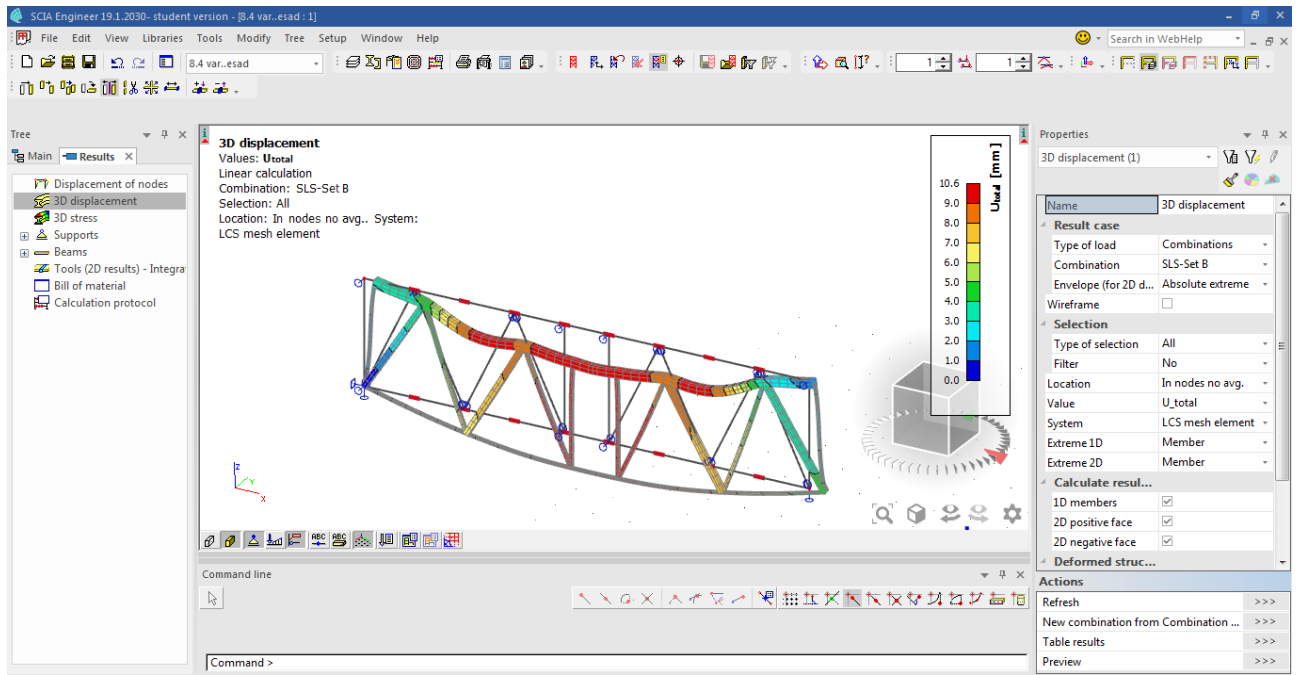 SCIA Engineer 19.1.2030- student version - [8.4 var..esad : 1]
File Edit View Libraries Tools Modify Tree Setup Window Help
Search in WebHelp
8.4 var..esad
1
1
Tree
Main Results
Displacement of nodes
3D displacement
3D stress
Supports
Beams
Tools (2D results) - Integra
Bill of material
Calculation protocol
3D displacement
Values: Utotal
Linear calculation
Combination: SLS-Set B
Selection: All
Location: In nodes no avg.. System:
LCS mesh element
Utotal [mm]
10.6
9.0
8.0
7.0
6.0
5.0
4.0
3.0
2.0
1.0
0.0
z
Y
x
ABC ABC
Command line
Command >
Properties
3D displacement (1)
Name 3D displacement
Result case
Type of load Combinations
Combination SLS-Set B
Envelope (for 2D d... Absolute extreme
Wireframe
Selection
Type of selection All
Filter No
Location In nodes no avg.
Value U_total
System LCS mesh element
Extreme 1D Member
Extreme 2D Member
Calculate resul...
1D members
2D positive face
2D negative face
Deformed struc...
Actions
Refresh >>>
New combination from Combination ... >>>
Table results >>>
Preview >>>